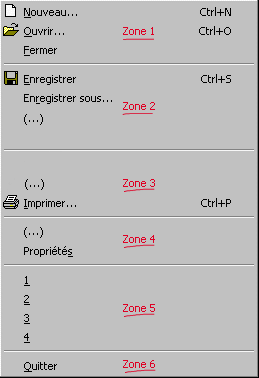 Nouveau... Ctrl+N
Ouvrir... Zone 1 Ctrl+O
Fermer
Enregistrer Ctrl+S
Enregistrer sous... Zone 2
(...)
(...) Zone 3
Imprimer... Ctrl+P
(...) Zone 4
Propriétés
1
2
3 Zone 5
4
Quitter Zone 6